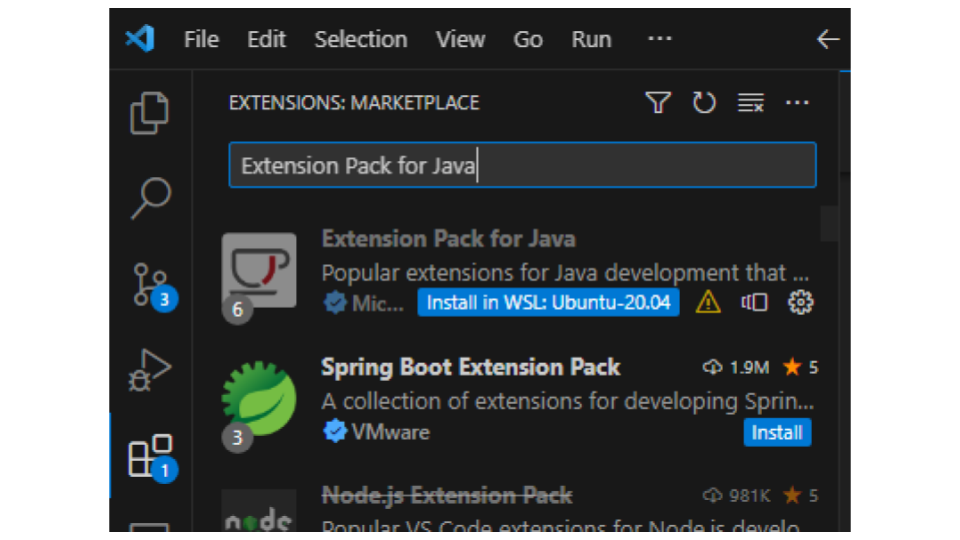 File Edit Selection View Go Run ...
EXTENSIONS: MARKETPLACE
Extension Pack for Java
Extension Pack for Java
Popular extensions for Java development that ...
6 Mic... Install in WSL: Ubuntu-20.04
3
Spring Boot Extension Pack 1.9M 5
A collection of extensions for developing Sprin...
3 VMware Install
1
Node.js Extension Pack 981K 5
node
Popular VS Code extensions for Node.js develo...